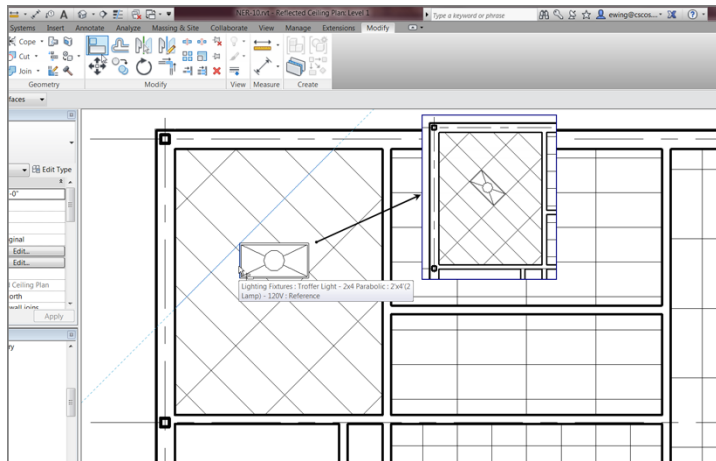 NER-10.rvt - Reflected Ceiling Plan Level 1
Type a keyword or phrase
ewing@cscos....
Systems Insert Annotate Analyze Massing & Site Collaborate View Manage Extensions Modify
Cope
Cut
Join
Geometry Modify View Measure Create
faces
Edit Type
-0"
ginal
Edit...
Edit...
d Ceiling Plan
orth
wall joins
Apply
ry
Lighting Fixtures : Troffer Light - 2x4 Parabolic : 2'x4'(2
Lamp) - 120V : Reference